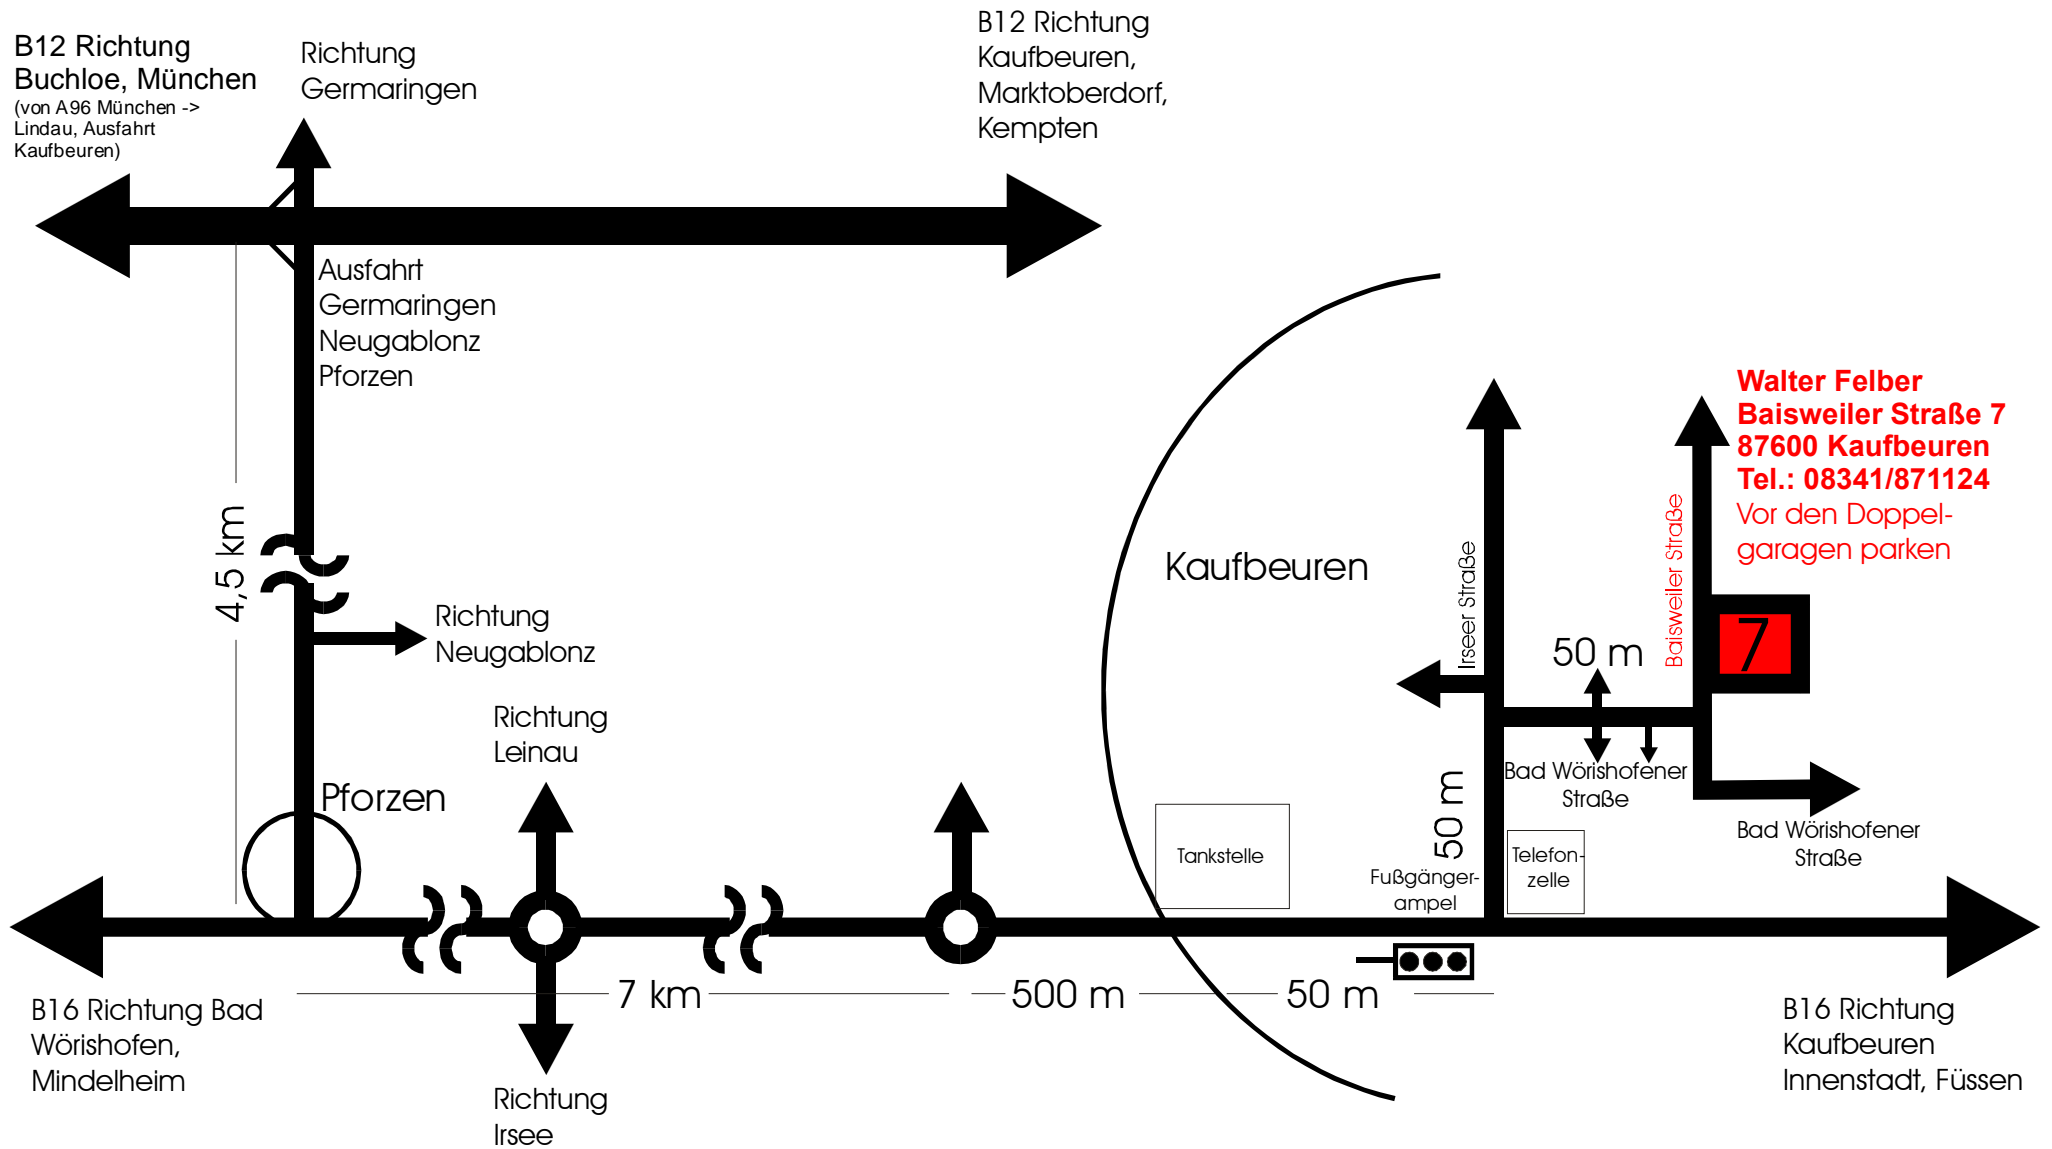 B12 Richtung
Buchloe, München
(von A96 München ->
Lindau, Ausfahrt
Kaufbeuren)
Richtung
Germaringen
B12 Richtung
Kaufbeuren,
Marktoberdorf,
Kempten
Ausfahrt
Germaringen
Neugablonz
Pforzen
4,5 km
Richtung
Neugablonz
Richtung
Leinau
Pforzen
Kaufbeuren
Walter Felber
Baisweiler Straße 7
87600 Kaufbeuren
Tel.: 08341/871124
Vor den Doppel-
garagen parken
Irseer Straße
Baisweiler Straße
7
50 m
Bad Wörishofener
Straße
50 m
Bad Wörishofener
Straße
Tankstelle
Fußgänger-
ampel
Telefon-
zelle
7 km
500 m
50 m
B16 Richtung Bad
Wörishofen,
Mindelheim
Richtung
Irsee
B16 Richtung
Kaufbeuren
Innenstadt, Füssen